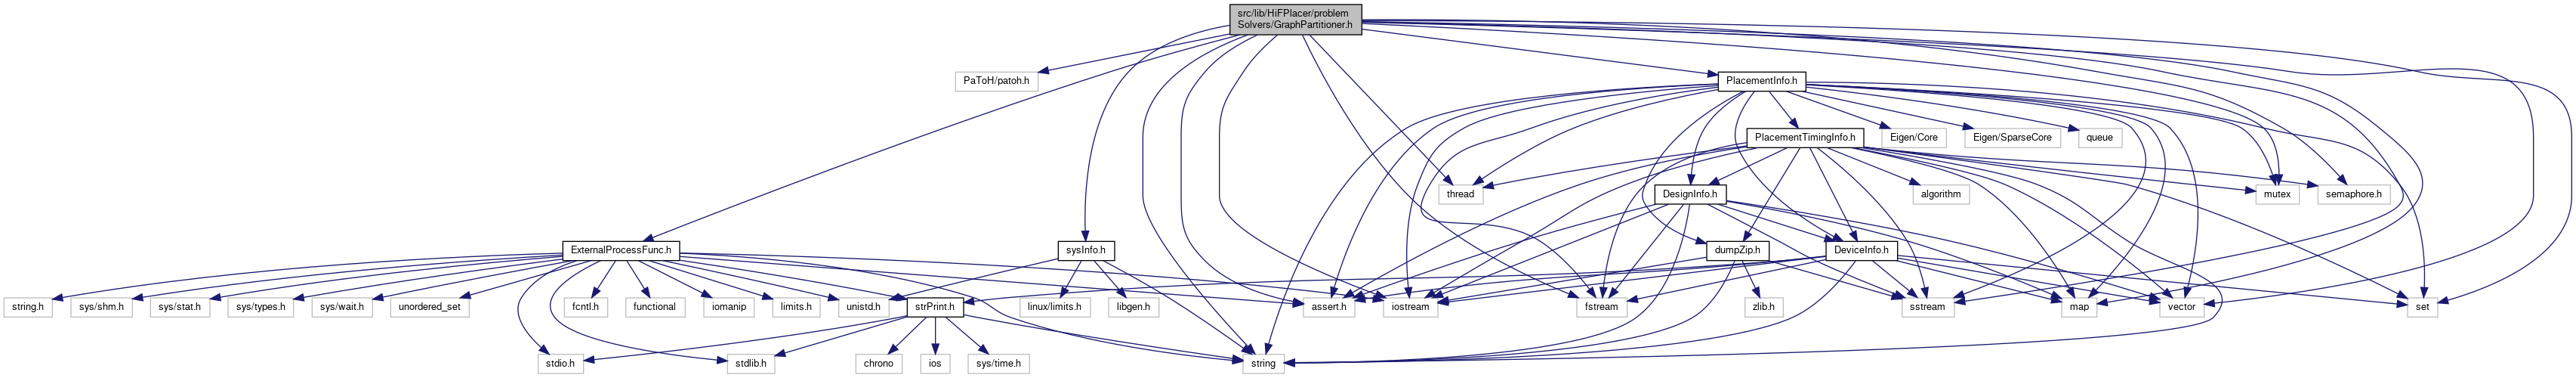 src/lib/HiFPlacer/problem
Solvers/GraphPartitioner.h
PaToH/patoh.h
PlacementInfo.h
PlacementTimingInfo.h
Eigen/Core
Eigen/SparseCore
queue
thread
DesignInfo.h
algorithm
mutex
semaphore.h
ExternalProcessFunc.h
sysInfo.h
dumpZip.h
DeviceInfo.h
string.h
sys/shm.h
sys/stat.h
sys/types.h
sys/wait.h
unordered_set
fcntl.h
functional
iomanip
limits.h
unistd.h
strPrint.h
linux/limits.h
libgen.h
assert.h
iostream
fstream
zlib.h
sstream
map
vector
set
stdio.h
stdlib.h
chrono
ios
sys/time.h
string